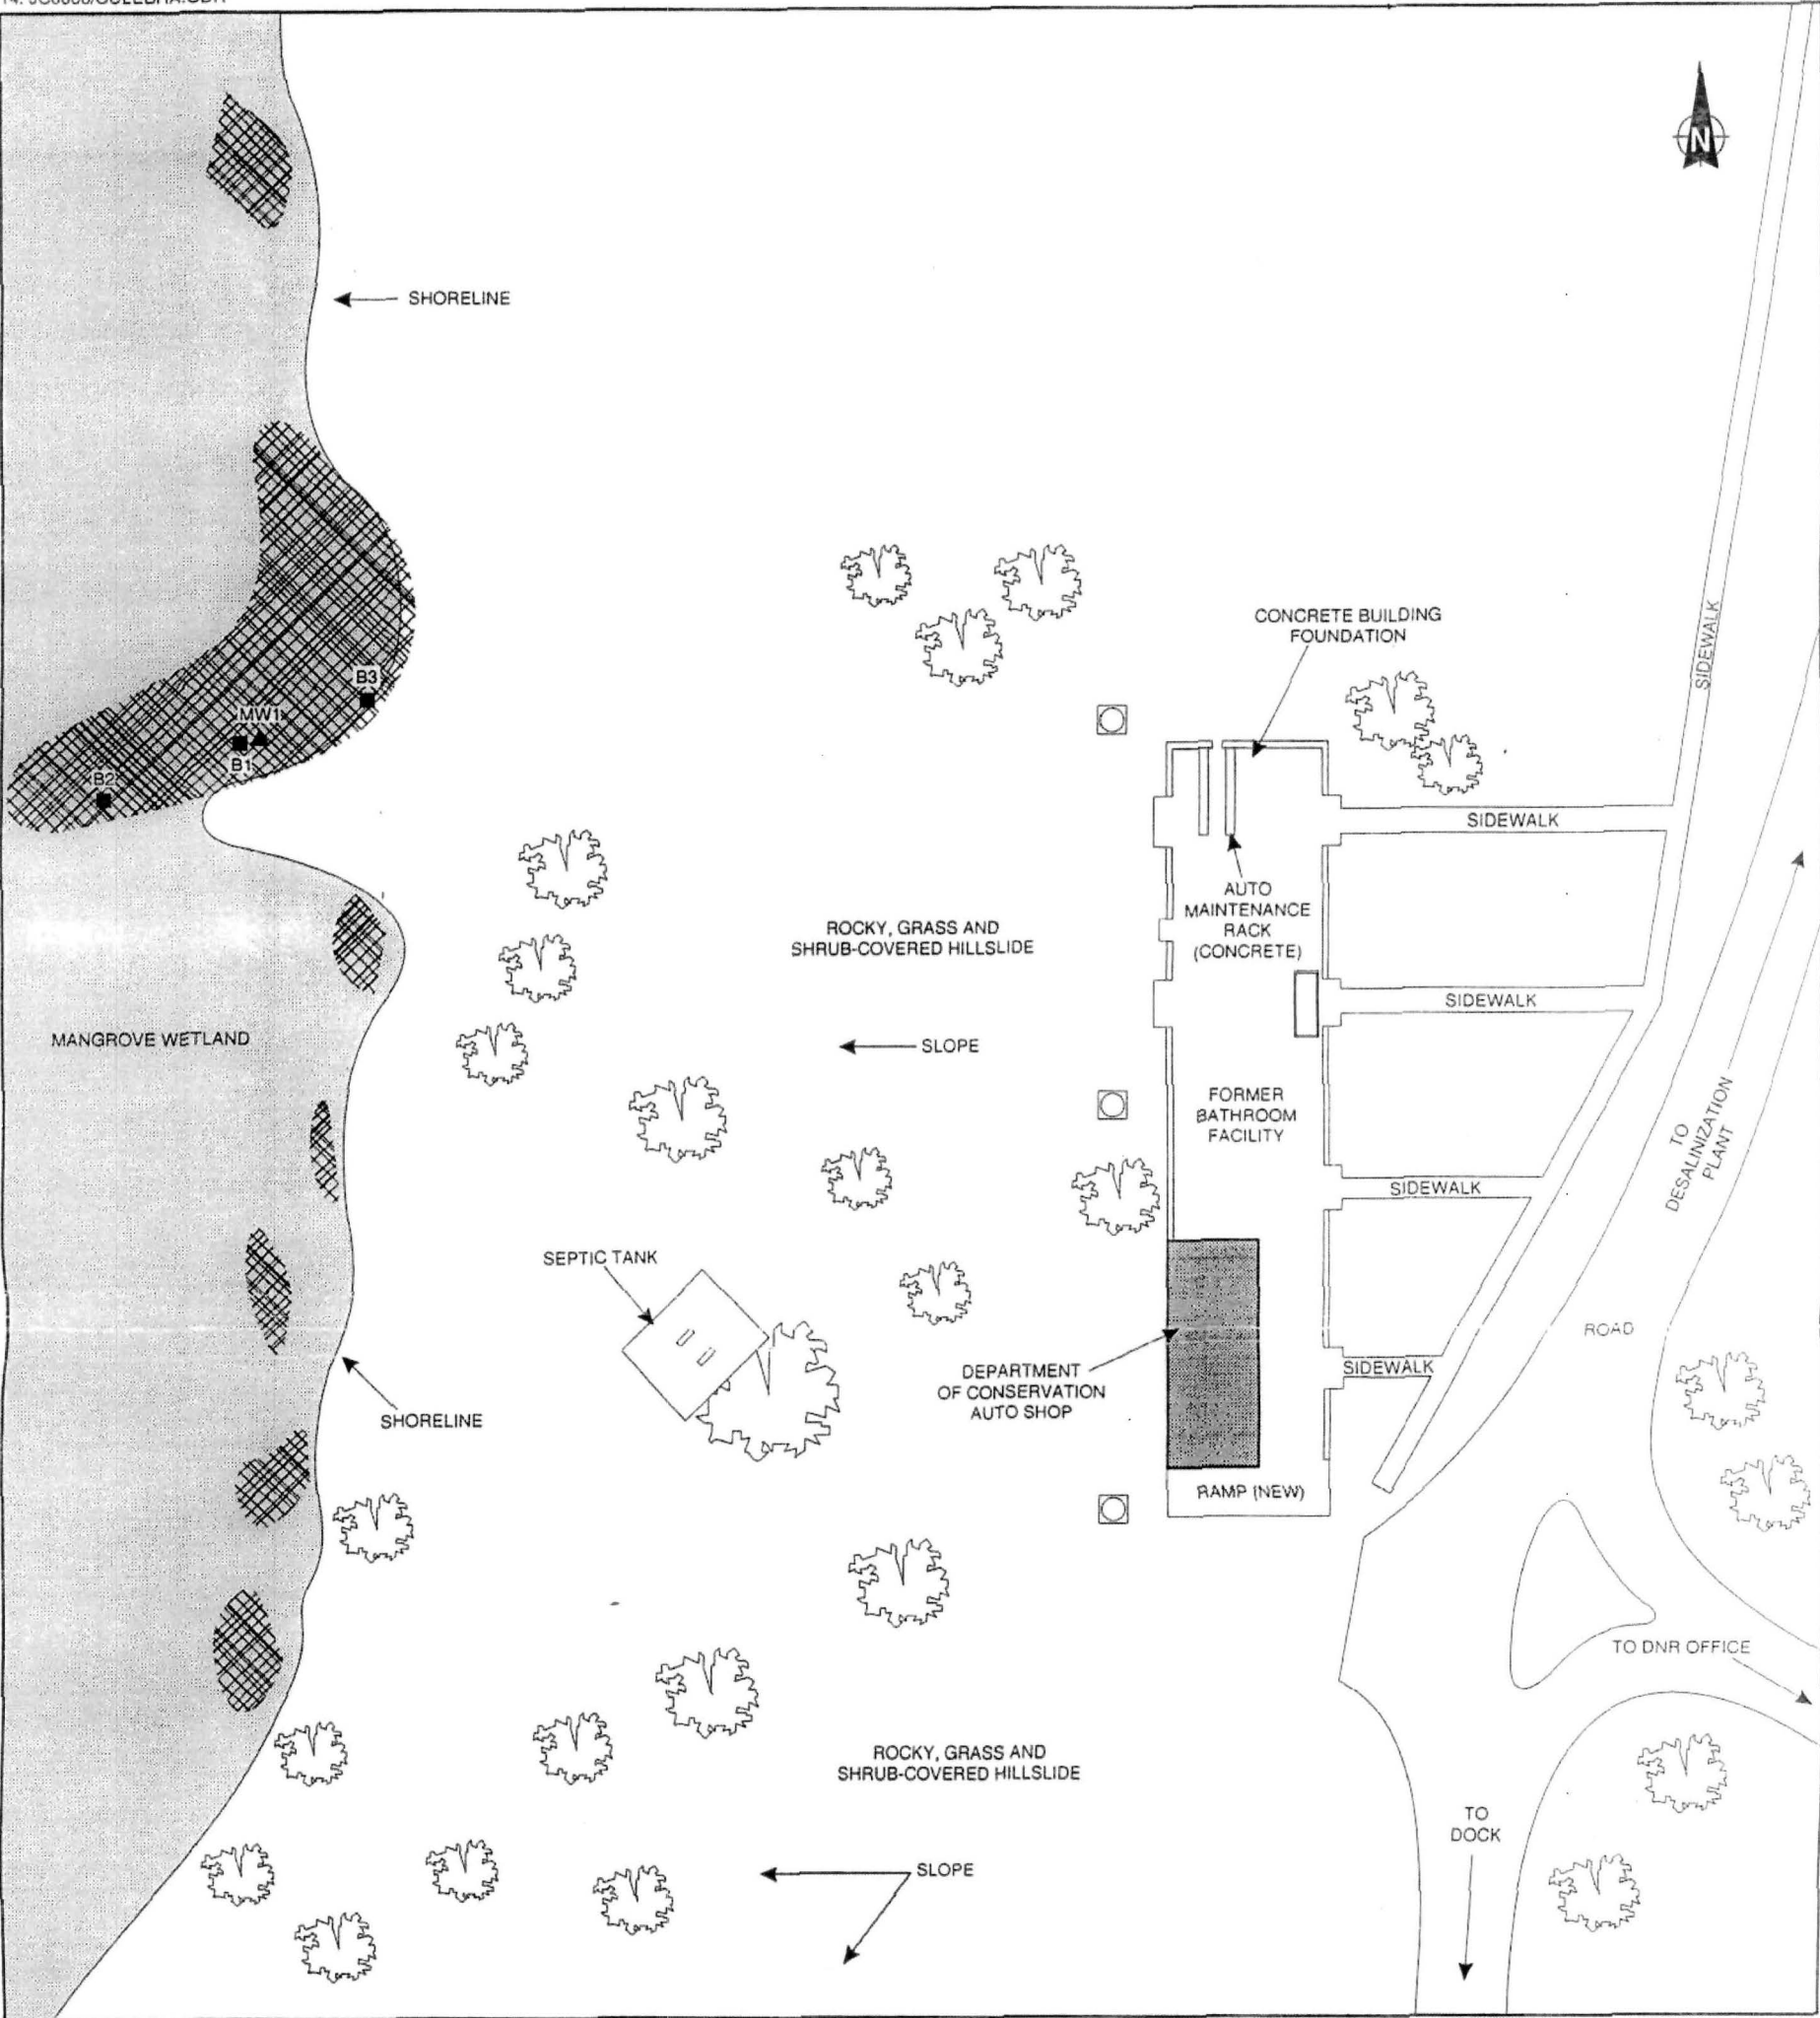 N
SHORELINE
CONCRETE BUILDING
FOUNDATION
SIDEWALK
B3
MW1
B1
B2
SIDEWALK
AUTO
MAINTENANCE
RACK
(CONCRETE)
ROCKY, GRASS AND
SHRUB-COVERED HILLSLIDE
SIDEWALK
MANGROVE WETLAND
SLOPE
FORMER
BATHROOM
FACILITY
TO
DESALINIZATION
PLANT
SIDEWALK
SEPTIC TANK
ROAD
SIDEWALK
DEPARTMENT
OF CONSERVATION
AUTO SHOP
SHORELINE
RAMP (NEW)
TO DNR OFFICE
ROCKY, GRASS AND
SHRUB-COVERED HILLSLIDE
TO
DOCK
SLOPE